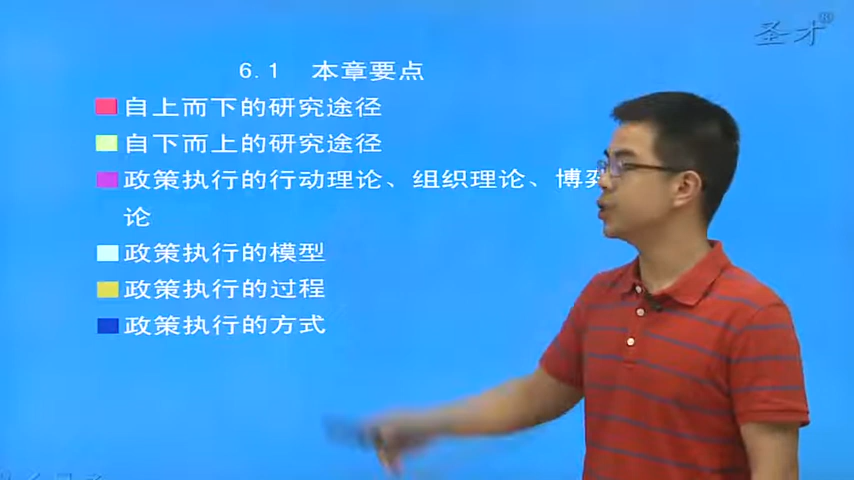 圣才®
6.1 本章要点
自上而下的研究途径
自下而上的研究途径
政策执行的行动理论、组织理论、博弈
论
政策执行的模型
政策执行的过程
政策执行的方式